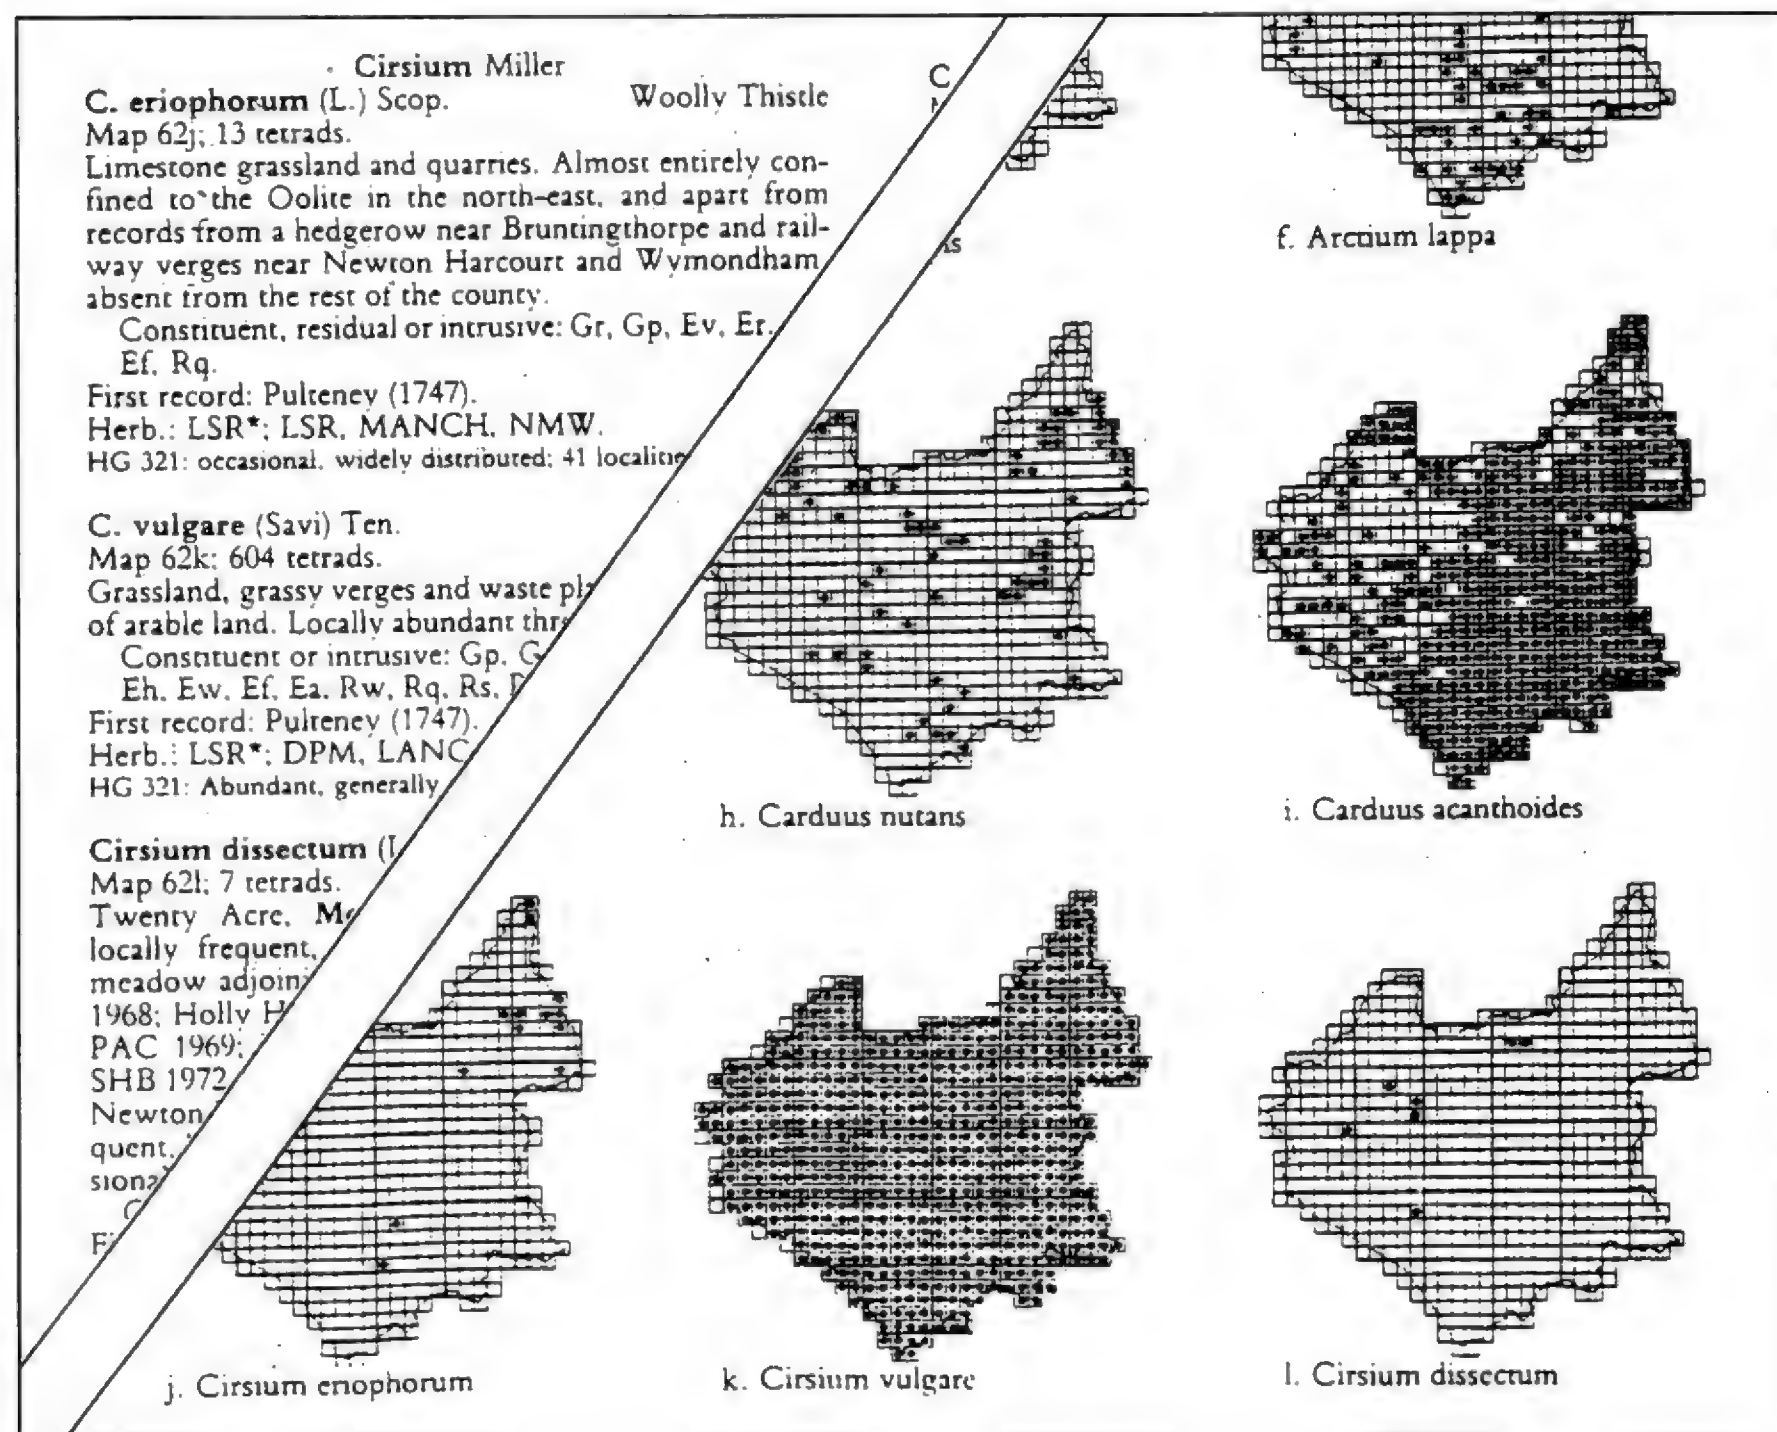 Cirsium Miller
C. eriophorum (L.) Scop. Woolly Thistle
Map 62j; 13 tetrads.
Limestone grassland and quarries. Almost entirely con-
fined to the Oolite in the north-east, and apart from
records from a hedgerow near Bruntingthorpe and rail-
way verges near Newton Harcourt and Wymondham
absent from the rest of the county.
Constituent, residual or intrusive: Gr, Gp, Ev, Er,
Ef, Rq.
First record: Pulteney (1747).
Herb.: LSR*; LSR, MANCH, NMW.
HG 321: occasional, widely distributed; 41 localitie
C. vulgare (Savi) Ten.
Map 62k; 604 tetrads.
Grassland, grassy verges and waste pla
of arable land. Locally abundant thr
Constituent or intrusive: Gp, G
Eh, Ew, Ef, Ea, Rw, Rq, Rs,
First record: Pulteney (1747).
Herb.: LSR*; DPM, LANC
HG 321: Abundant, generally
Cirsium dissectum (L
Map 62l; 7 tetrads.
Twenty Acre, M
locally frequent,
meadow adjoin
1968; Holly H
PAC 1969;
SHB 1972
Newton
quent.
siona
C
F
C
is
f. Arctium lappa
h. Carduus nutans
i. Carduus acanthoides
j. Cirsium eriophorum
k. Cirsium vulgare
l. Cirsium dissectum